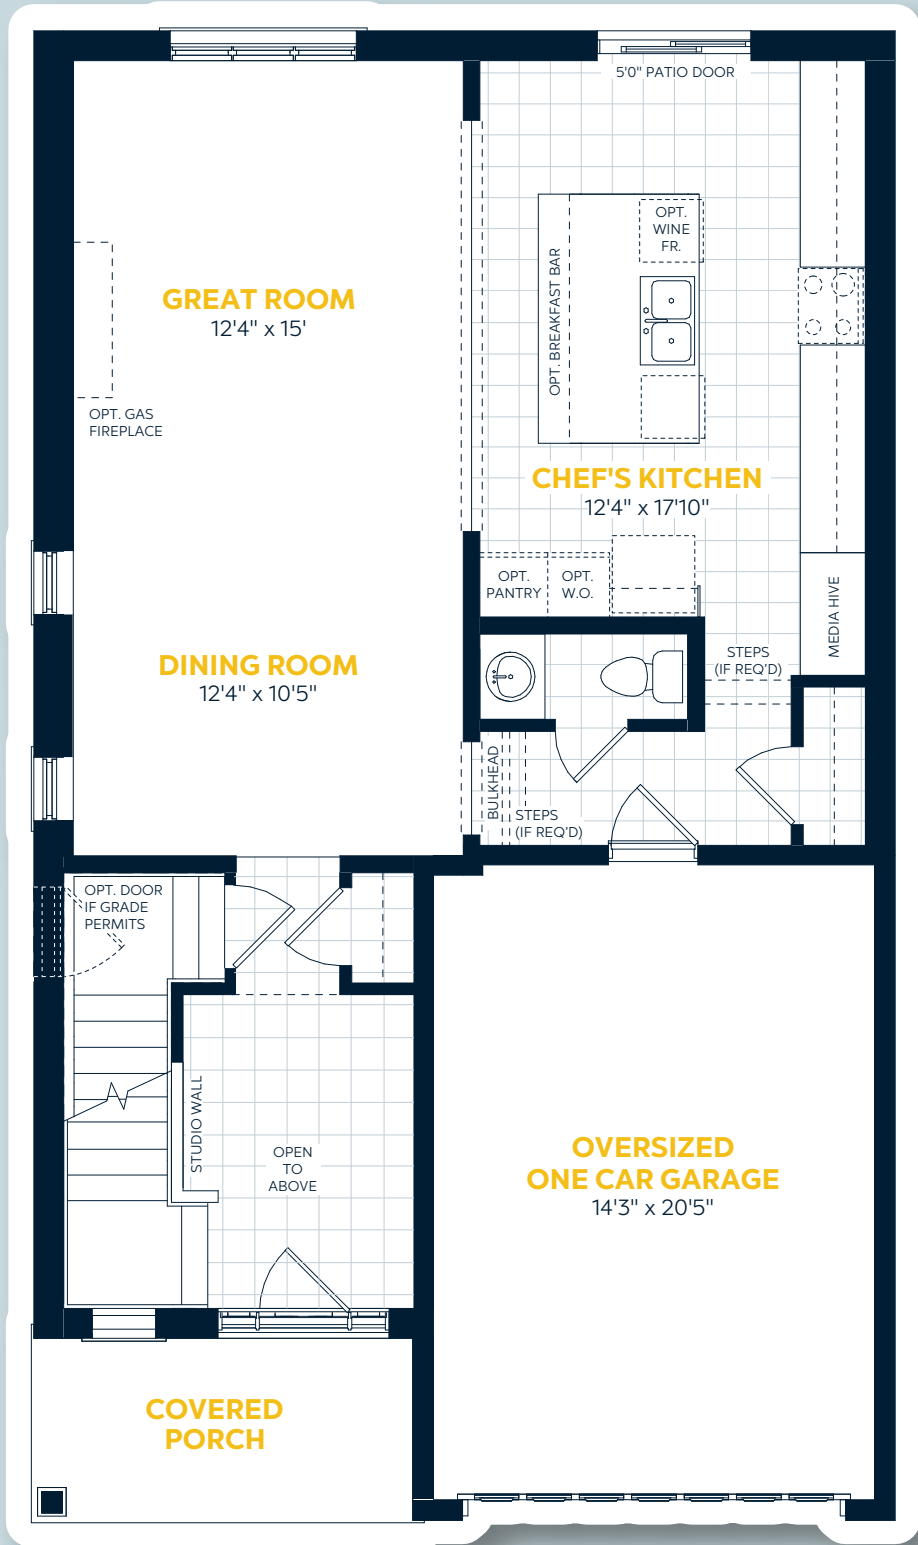 5'0" PATIO DOOR
OPT.
WINE
FR.
OPT. BREAKFAST BAR
GREAT ROOM
12'4" x 15'
OPT. GAS
FIREPLACE
CHEF'S KITCHEN
12'4" x 17'10"
OPT.
PANTRY
OPT.
W.O.
MEDIA HIVE
STEPS
(IF REQ'D)
DINING ROOM
12'4" x 10'5"
BULKHEAD
STEPS
(IF REQ'D)
OPT. DOOR
IF GRADE
PERMITS
STUDIO WALL
OPEN
TO
ABOVE
OVERSIZED
ONE CAR GARAGE
14'3" x 20'5"
COVERED
PORCH